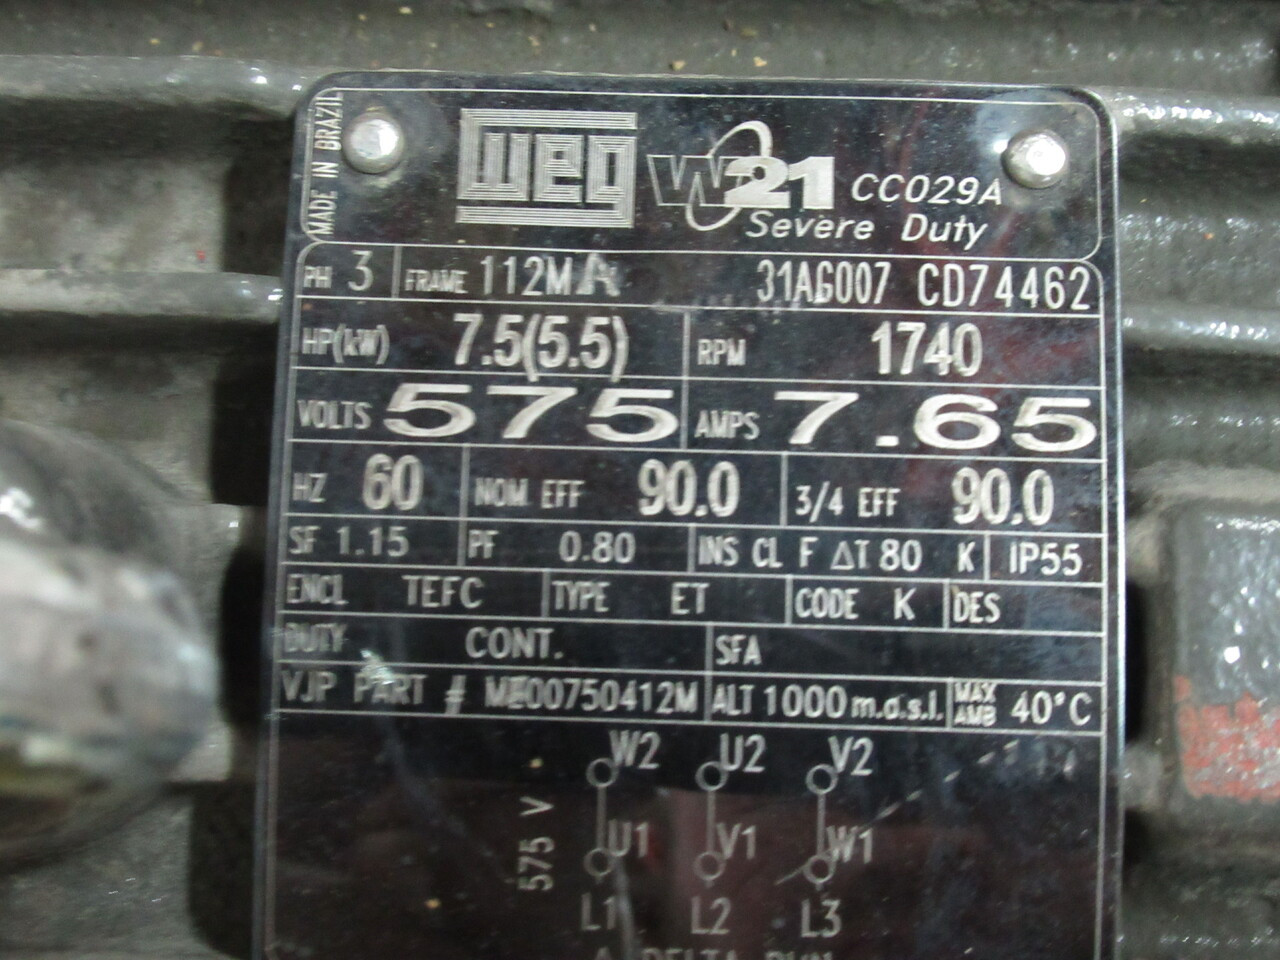 MADE IN BRAZIL
WEG W21 CC029A
Severe Duty
PH 3 FRAME 112M 31AG007 CD74462
HP(kW) 7.5(5.5) RPM 1740
VOLTS 575 AMPS 7.65
HZ 60 NOM EFF 90.0 3/4 EFF 90.0
SF 1.15 PF 0.80 INS CL F ΔT 80 K IP55
ENCL TEFC TYPE ET CODE K DES
DUTY CONT. SFA
VJP PART # ME00750412M ALT 1000 m.a.s.l. MAX AMB 40°C
575 V
W2 U2 V2
U1 V1 W1
L1 L2 L3
DELTA RUN